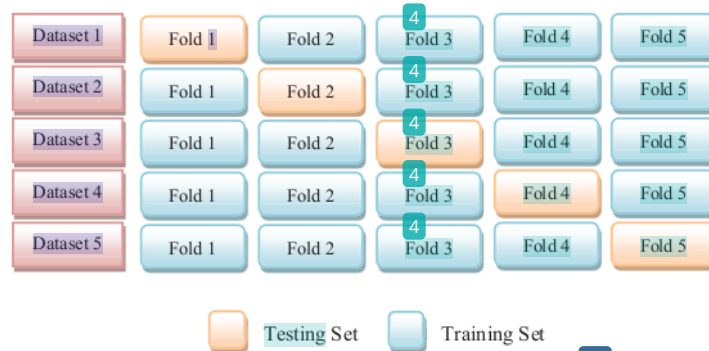 4
Dataset 1 Fold 1 Fold 2 Fold 3 Fold 4 Fold 5
4
Dataset 2 Fold 1 Fold 2 Fold 3 Fold 4 Fold 5
4
Dataset 3 Fold 1 Fold 2 Fold 3 Fold 4 Fold 5
4
Dataset 4 Fold 1 Fold 2 Fold 3 Fold 4 Fold 5
4
Dataset 5 Fold 1 Fold 2 Fold 3 Fold 4 Fold 5
Testing Set Training Set